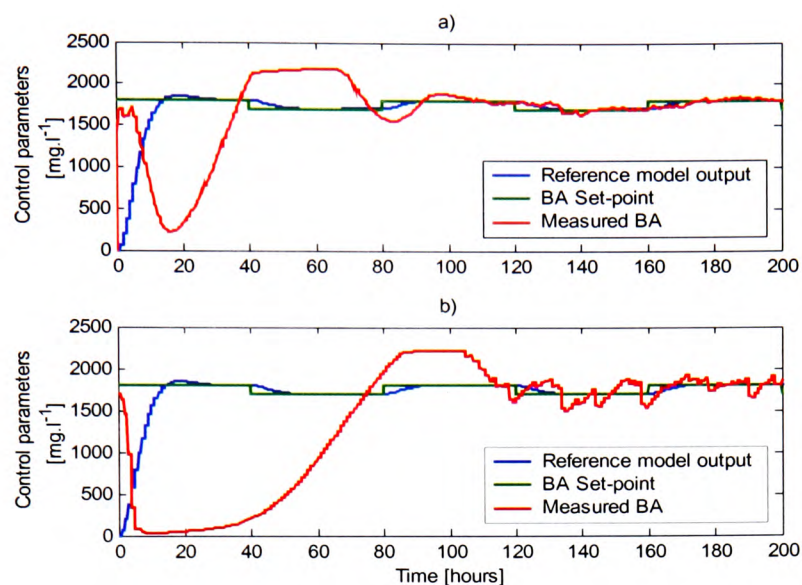 a)
Control parameters
[mg.l⁻¹]
2500
2000
1500
1000
500
0
Reference model output
BA Set-point
Measured BA
0 20 40 60 80 100 120 140 160 180 200
b)
Control parameters
[mg.l⁻¹]
2500
2000
1500
1000
500
0
Reference model output
BA Set-point
Measured BA
0 20 40 60 80 100 120 140 160 180 200
Time [hours]